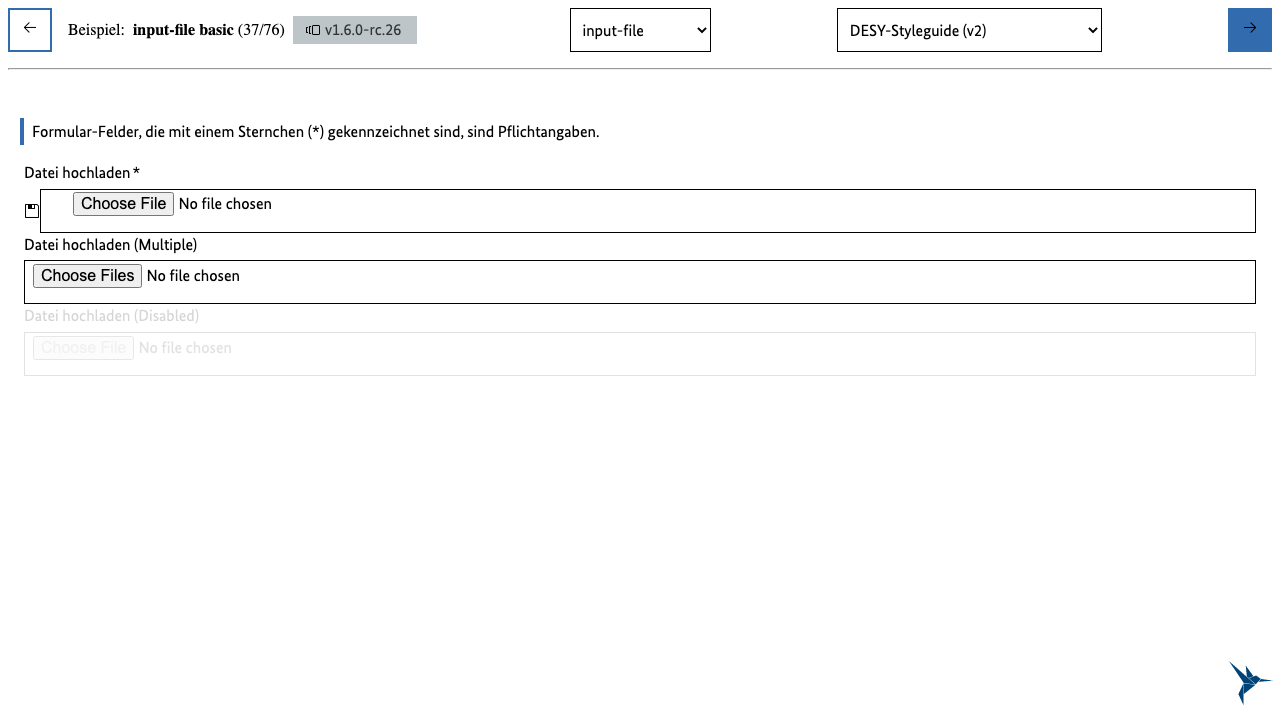 ← Beispiel: input-file basic (37/76) v1.6.0-rc.26 input-file DESY-Styleguide (v2) →
Formular-Felder, die mit einem Sternchen (*) gekennzeichnet sind, sind Pflichtangaben.
Datei hochladen *
Choose File No file chosen
Datei hochladen (Multiple)
Choose Files No file chosen
Datei hochladen (Disabled)
Choose File No file chosen